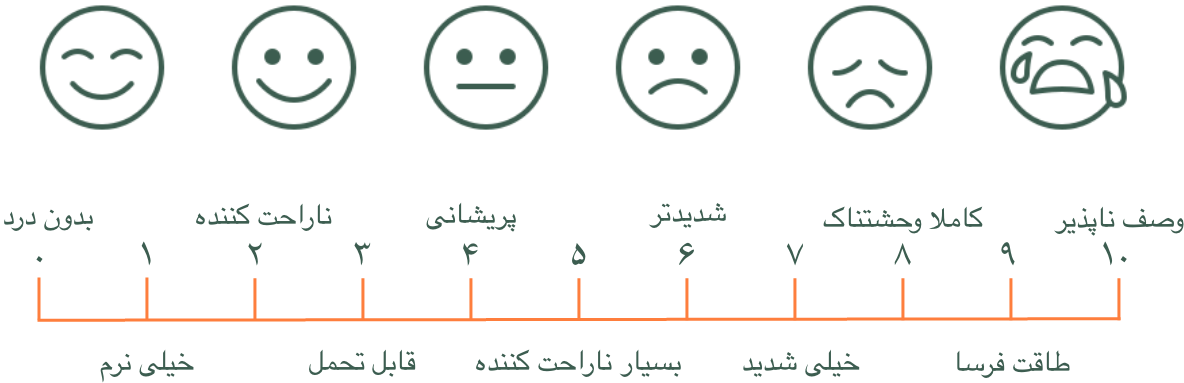 بدون درد ناراحت کننده پریشانی شدیدتر کاملا وحشتناک وصف ناپذیر
۰ ۱ ۲ ۳ ۴ ۵ ۶ ۷ ۸ ۹ ۱۰
خیلی نرم قابل تحمل بسیار ناراحت کننده خیلی شدید طاقت فرسا